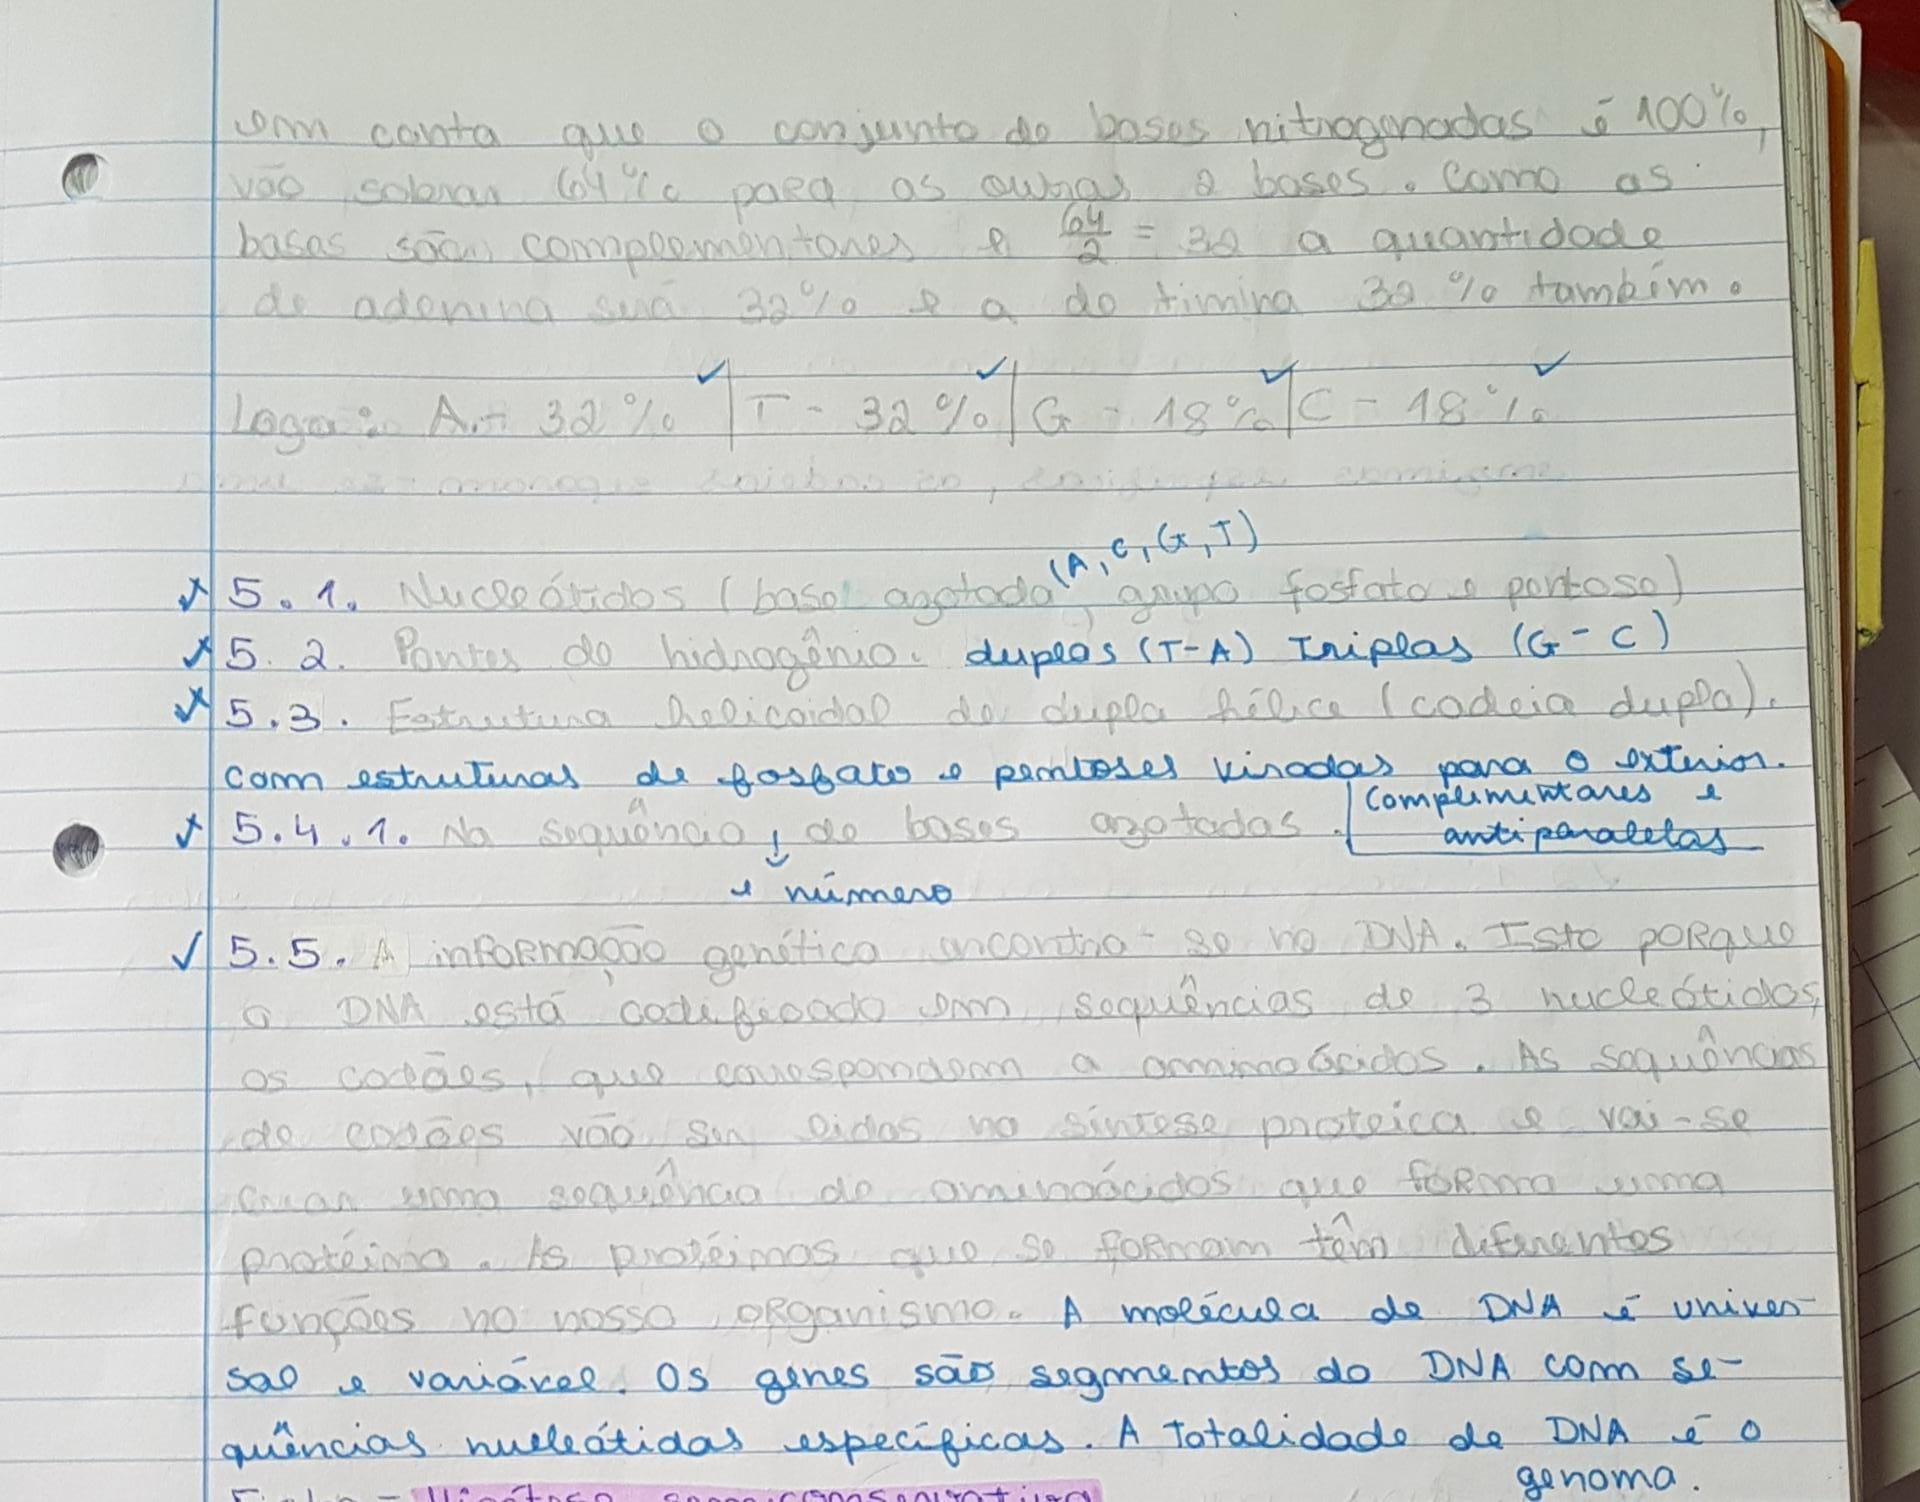 em conta que o conjunto de bases nitrogenadas é 100%,
vão sobrar 64% para as outras 2 bases. Como as
bases são complementares e 64/2 = 32 a quantidade
de adenina será 32% e a de timina 32% também.
Logo: A - 32% | T - 32% | G - 18% | C - 18%
(A, C, G, T)
5.1. Nucleótidos (base azotada, grupo fosfato e pentose)
5.2. Pontes de hidrogênio. duplas (T-A) Triplas (G-C)
5.3. Estrutura helicoidal de dupla hélice (cadeia dupla).
com estruturas de fosfato e pentoses viradas para o exterior.
complementares e
5.4.1. Na sequência de bases azotadas.
antiparalelas
e número
5.5. A informação genética encontra-se no DNA. Isto porque
o DNA está codificado em sequências de 3 nucleótidos,
os codões, que correspondem a aminoácidos. As sequências
de codões vão ser lidas na síntese proteica e vai-se
criar uma sequência de aminoácidos que forma uma
protéina. As protéinas que se formam têm diferentes
funções no nosso organismo. A molécula de DNA é univer-
sal e variável. Os genes são segmentos do DNA com se-
quências nucleótidas específicas. A Totalidade de DNA é o
genoma.